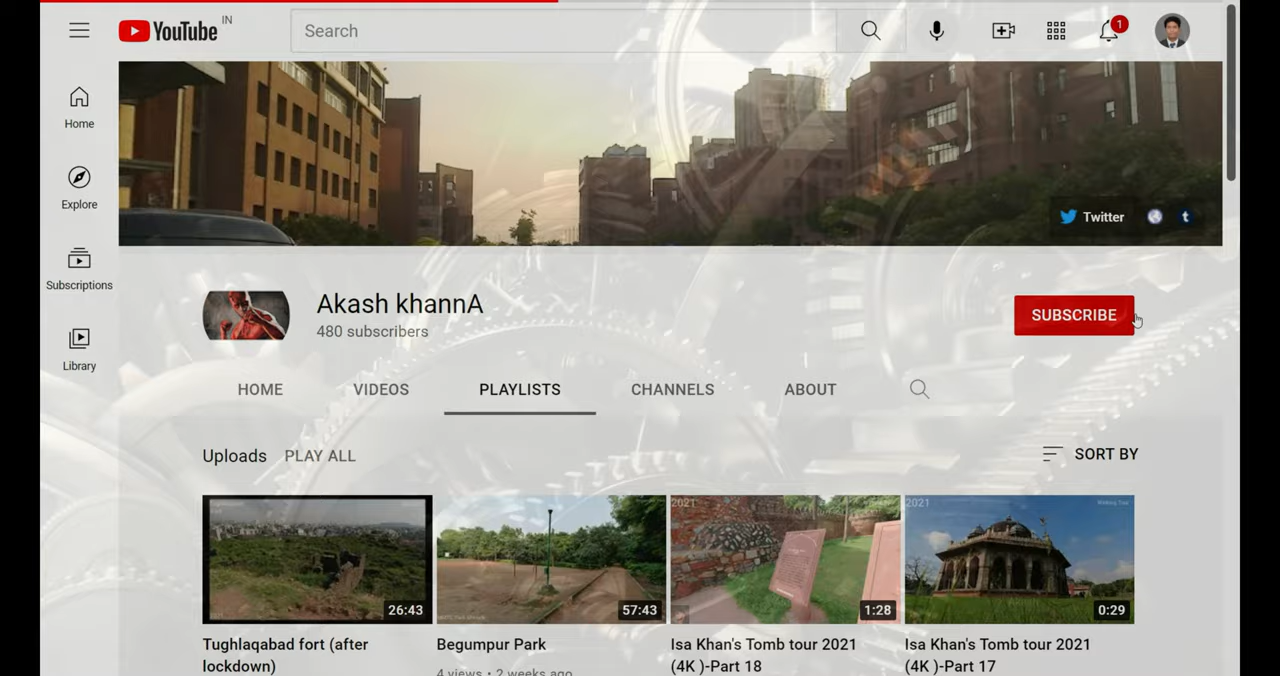 YouTube IN
Search
1
Home
Explore
Subscriptions
Library
Twitter
t
Akash khannA
480 subscribers
SUBSCRIBE
HOME VIDEOS PLAYLISTS CHANNELS ABOUT
Uploads PLAY ALL
SORT BY
2021
2021
26:43
57:43
1:28
0:29
Tughlaqabad fort (after
lockdown)
Begumpur Park
4 views • 2 weeks ago
Isa Khan's Tomb tour 2021
(4K )-Part 18
Isa Khan's Tomb tour 2021
(4K )-Part 17